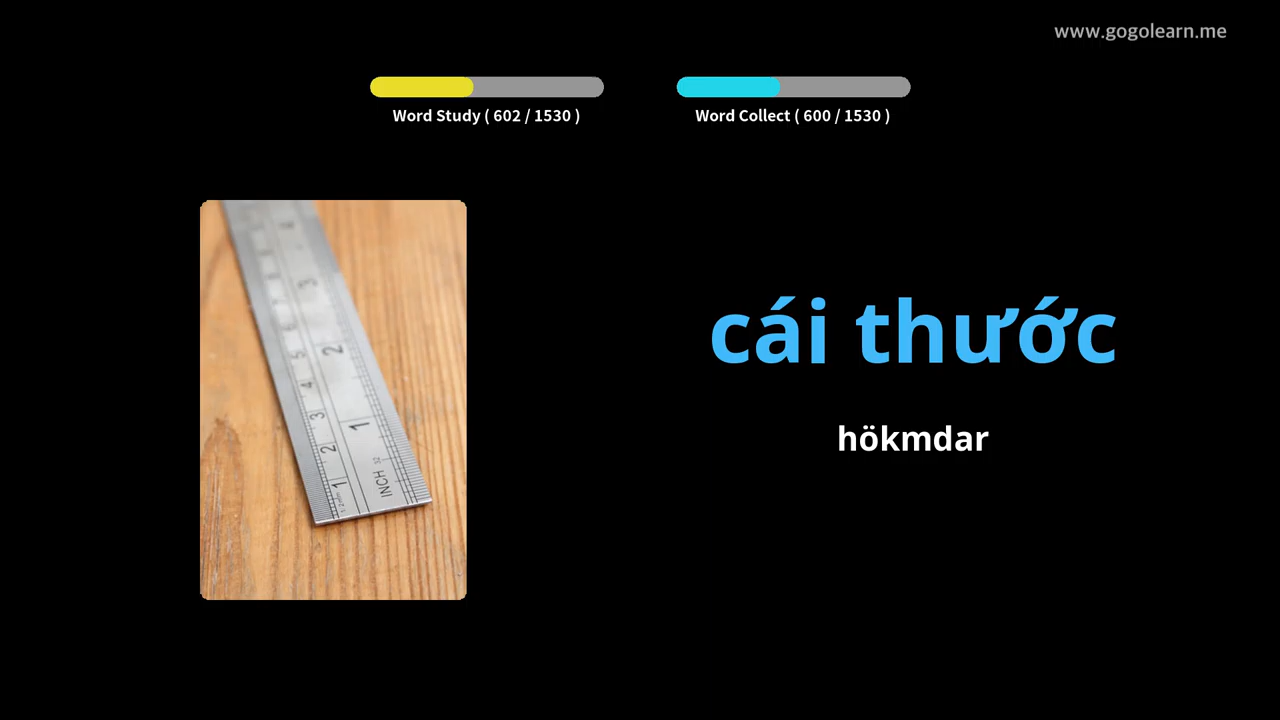 www.gogolearn.me
Word Study ( 602 / 1530 )
Word Collect ( 600 / 1530 )
cái thước
hökmdar
3
2
1
5
4
3
2
1
INCH 32